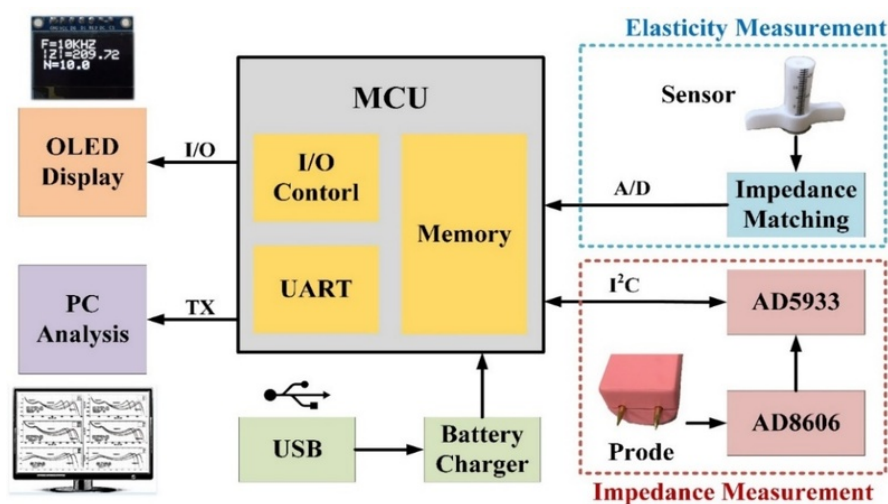 Elasticity Measurement
F=10KHZ
|Z|=209.72
N=10.0
MCU
Sensor
OLED
Display
I/O
I/O
Contorl
Memory
A/D
Impedance
Matching
UART
PC
Analysis
TX
I²C
AD5933
USB
Battery
Charger
Prode
AD8606
Impedance Measurement